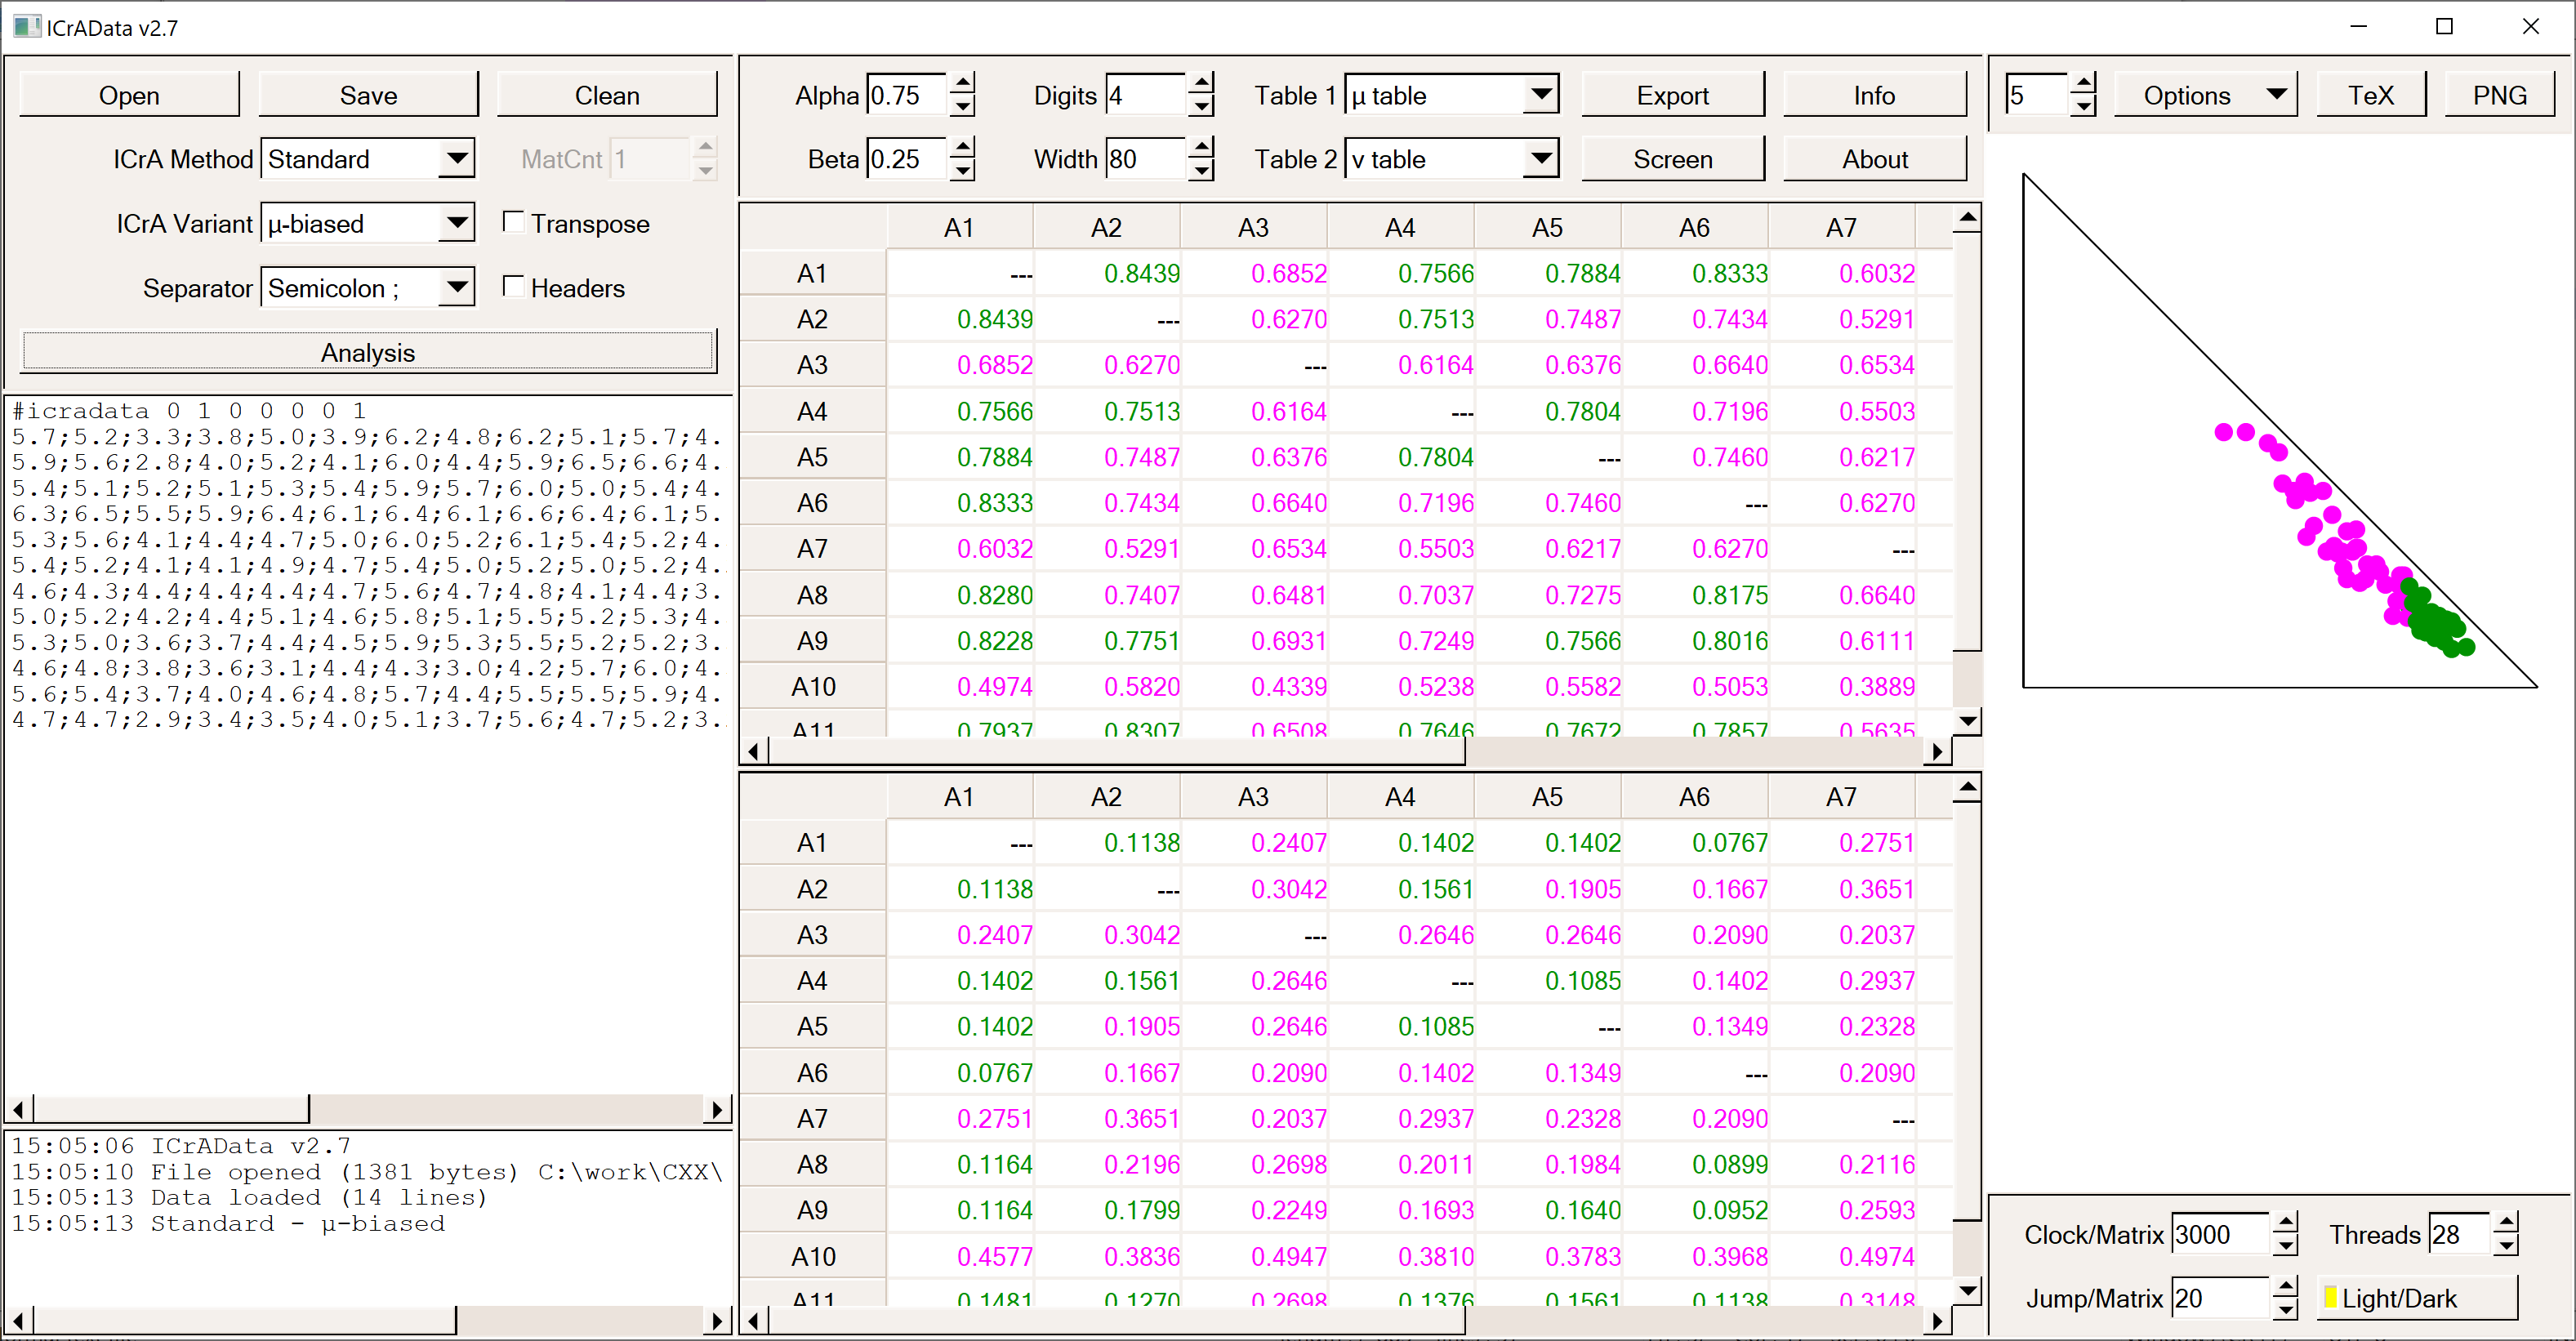 ICrAData v2.7
Open Save Clean
ICrA Method Standard MatCnt 1
ICrA Variant µ-biased Transpose
Separator Semicolon ; Headers
Analysis
#icradata 0 1 0 0 0 0 1
5.7;5.2;3.3;3.8;5.0;3.9;6.2;4.8;6.2;5.1;5.7;4.
5.9;5.6;2.8;4.0;5.2;4.1;6.0;4.4;5.9;6.5;6.6;4.
5.4;5.1;5.2;5.1;5.3;5.4;5.9;5.7;6.0;5.0;5.4;4.
6.3;6.5;5.5;5.9;6.4;6.1;6.4;6.1;6.6;6.4;6.1;5.
5.3;5.6;4.1;4.4;4.7;5.0;6.0;5.2;6.1;5.4;5.2;4.
5.4;5.2;4.1;4.1;4.9;4.7;5.4;5.0;5.2;5.0;5.2;4.
4.6;4.3;4.4;4.4;4.4;4.7;5.6;4.7;4.8;4.1;4.4;3.
5.0;5.2;4.2;4.4;5.1;4.6;5.8;5.1;5.5;5.2;5.3;4.
5.3;5.0;3.6;3.7;4.4;4.5;5.9;5.3;5.5;5.2;5.2;3.
4.6;4.8;3.8;3.6;3.1;4.4;4.3;3.0;4.2;5.7;6.0;4.
5.6;5.4;3.7;4.0;4.6;4.8;5.7;4.4;5.5;5.5;5.9;4.
4.7;4.7;2.9;3.4;3.5;4.0;5.1;3.7;5.6;4.7;5.2;3.
15:05:06 ICrAData v2.7
15:05:10 File opened (1381 bytes) C:\work\CXX\
15:05:13 Data loaded (14 lines)
15:05:13 Standard - µ-biased
Alpha 0.75 Digits 4 Table 1 µ table Export Info
Beta 0.25 Width 80 Table 2 ν table Screen About
A1 A2 A3 A4 A5 A6 A7
A1 --- 0.8439 0.6852 0.7566 0.7884 0.8333 0.6032
A2 0.8439 --- 0.6270 0.7513 0.7487 0.7434 0.5291
A3 0.6852 0.6270 --- 0.6164 0.6376 0.6640 0.6534
A4 0.7566 0.7513 0.6164 --- 0.7804 0.7196 0.5503
A5 0.7884 0.7487 0.6376 0.7804 --- 0.7460 0.6217
A6 0.8333 0.7434 0.6640 0.7196 0.7460 --- 0.6270
A7 0.6032 0.5291 0.6534 0.5503 0.6217 0.6270 ---
A8 0.8280 0.7407 0.6481 0.7037 0.7275 0.8175 0.6640
A9 0.8228 0.7751 0.6931 0.7249 0.7566 0.8016 0.6111
A10 0.4974 0.5820 0.4339 0.5238 0.5582 0.5053 0.3889
A11 0.7937 0.8307 0.6508 0.7646 0.7672 0.7857 0.5635
A1 A2 A3 A4 A5 A6 A7
A1 --- 0.1138 0.2407 0.1402 0.1402 0.0767 0.2751
A2 0.1138 --- 0.3042 0.1561 0.1905 0.1667 0.3651
A3 0.2407 0.3042 --- 0.2646 0.2646 0.2090 0.2037
A4 0.1402 0.1561 0.2646 --- 0.1085 0.1402 0.2937
A5 0.1402 0.1905 0.2646 0.1085 --- 0.1349 0.2328
A6 0.0767 0.1667 0.2090 0.1402 0.1349 --- 0.2090
A7 0.2751 0.3651 0.2037 0.2937 0.2328 0.2090 ---
A8 0.1164 0.2196 0.2698 0.2011 0.1984 0.0899 0.2116
A9 0.1164 0.1799 0.2249 0.1693 0.1640 0.0952 0.2593
A10 0.4577 0.3836 0.4947 0.3810 0.3783 0.3968 0.4974
A11 0.1481 0.1270 0.2698 0.1376 0.1561 0.1138 0.3148
5 Options TeX PNG
Clock/Matrix 3000 Threads 28
Jump/Matrix 20 Light/Dark